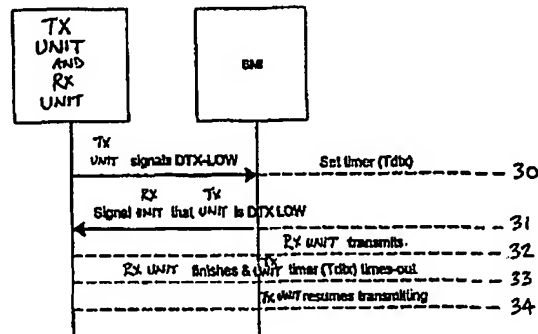 TX
UNIT
AND
RX
UNIT
BMI
TX
UNIT signals DTX-LOW
Set timer (Tdtx)
30
RX TX
Signal UNIT that UNIT is DTX LOW
31
RX UNIT transmits.
32
TX
RX UNIT finishes & UNIT timer (Tdtx) times-out
33
TX UNIT resumes transmitting
34